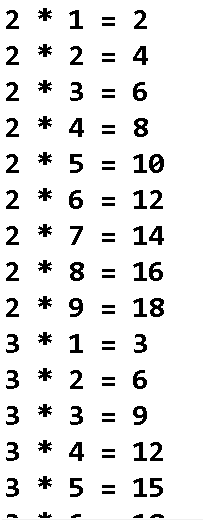 2 * 1 = 2
2 * 2 = 4
2 * 3 = 6
2 * 4 = 8
2 * 5 = 10
2 * 6 = 12
2 * 7 = 14
2 * 8 = 16
2 * 9 = 18
3 * 1 = 3
3 * 2 = 6
3 * 3 = 9
3 * 4 = 12
3 * 5 = 15